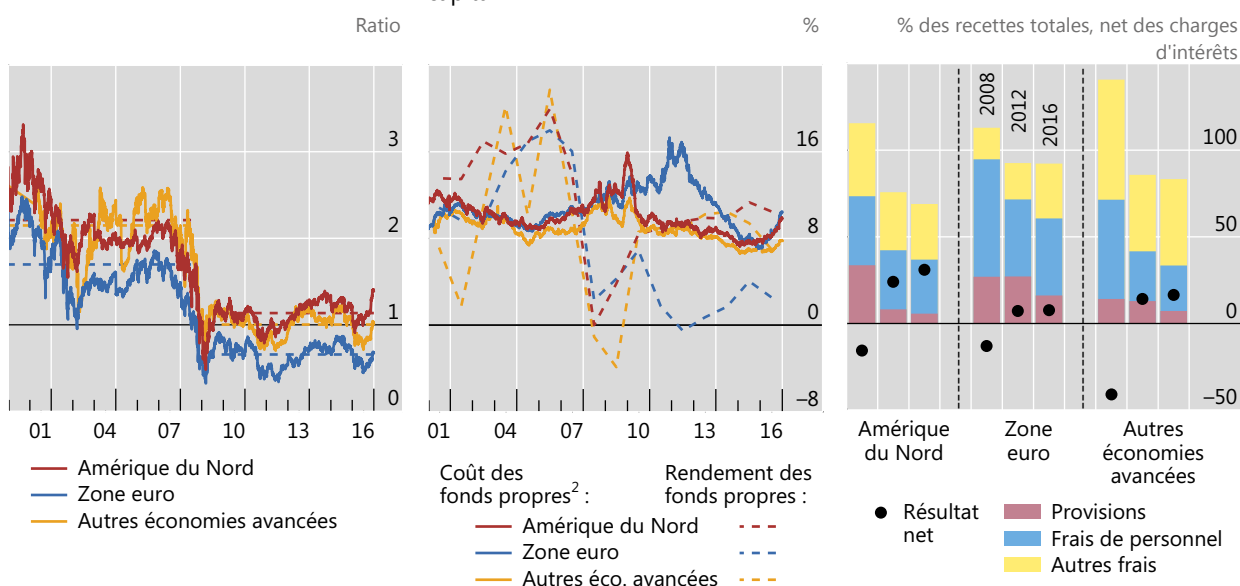 Ratio
3
2
1
0
01 04 07 10 13 16
Amérique du Nord
Zone euro
Autres économies avancées
%
16
8
0
–8
01 04 07 10 13 16
Coût des
fonds propres2 :
Rendement des
fonds propres :
Amérique du Nord
Zone euro
Autres éco. avancées
% des recettes totales, net des charges
d'intérêts
2008
2012
2016
100
50
0
–50
Amérique
du Nord
Zone
euro
Autres
économies
avancées
Résultat
net
Provisions
Frais de personnel
Autres frais